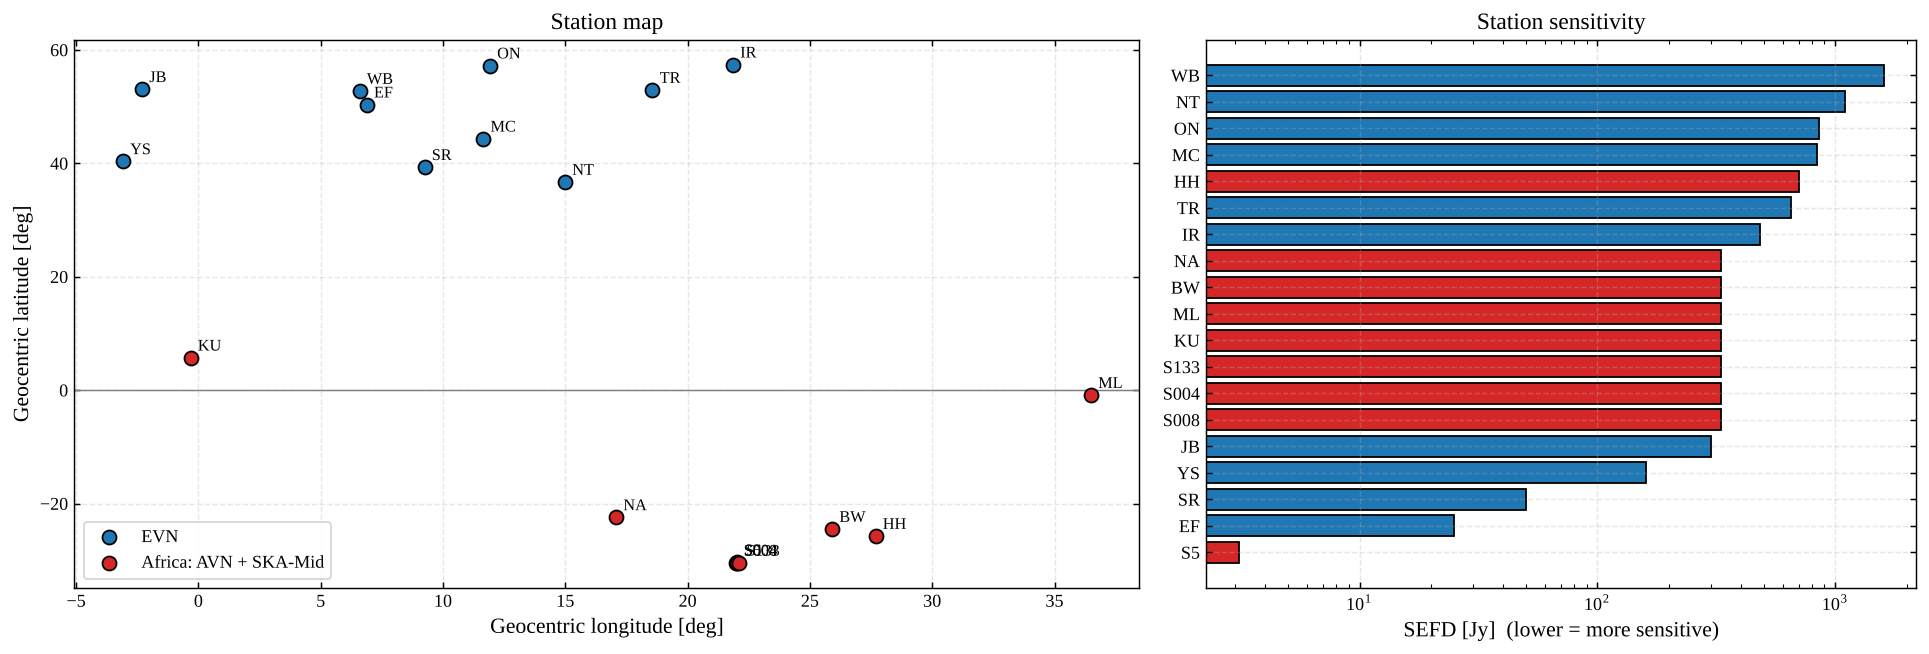 Station map
Geocentric latitude [deg]
60
40
20
0
−20
JB
YS
WB
EF
ON
MC
SR
NT
TR
IR
KU
ML
NA
BW
HH
EVN
Africa: AVN + SKA-Mid
−5
0
5
10
15
20
25
30
35
Geocentric longitude [deg]
Station sensitivity
WB
NT
ON
MC
HH
TR
IR
NA
BW
ML
KU
S133
S004
S008
JB
YS
SR
EF
S5
10¹
10²
10³
SEFD [Jy] (lower = more sensitive)